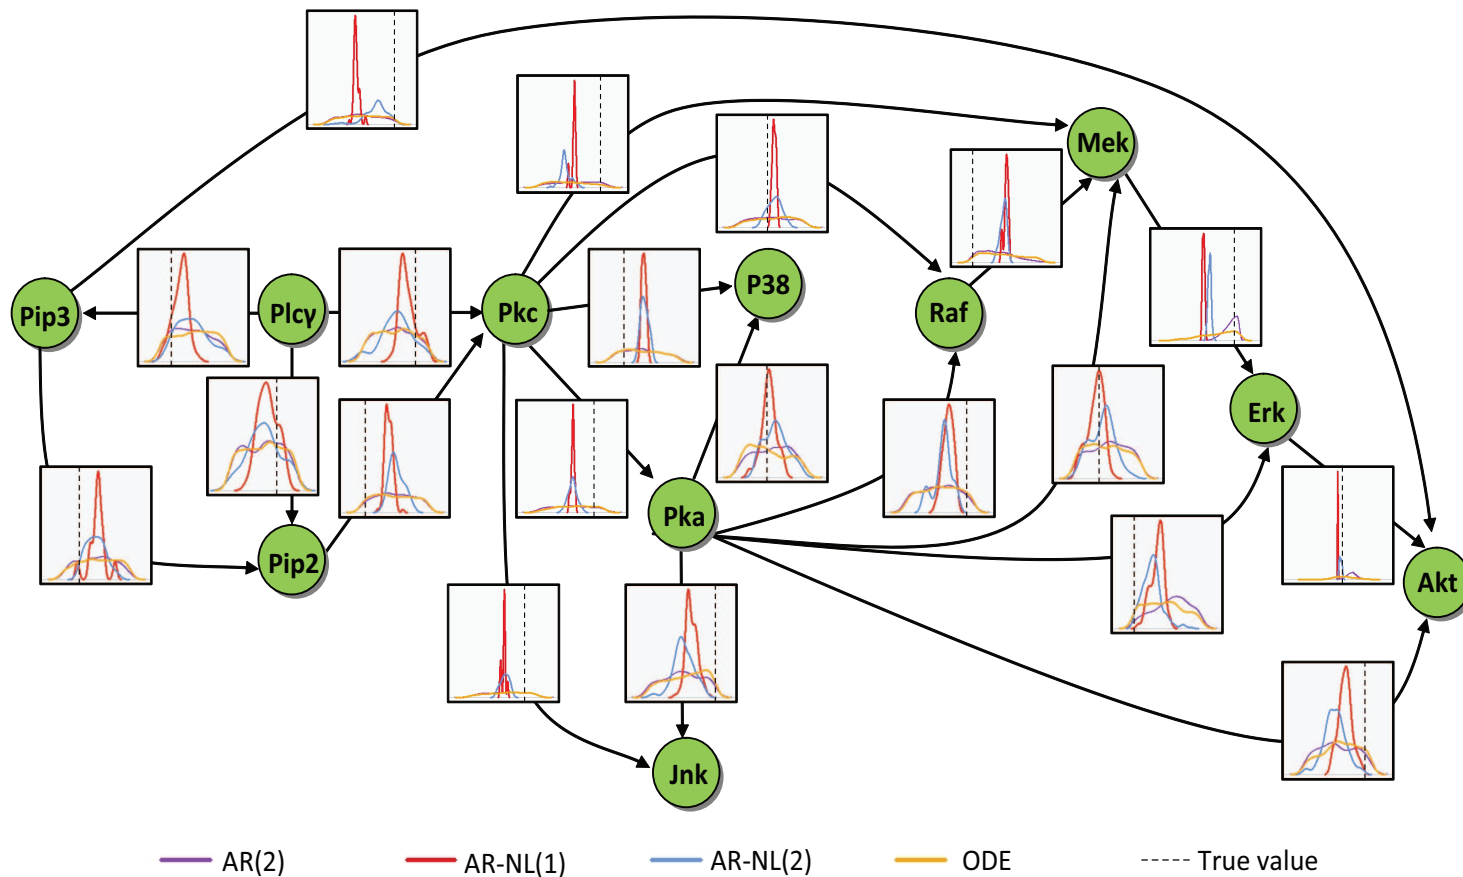 Mek
Pip3
Plcγ
Pkc
P38
Raf
Erk
Pka
Pip2
Akt
Jnk
AR(2)
AR-NL(1)
AR-NL(2)
ODE
True value